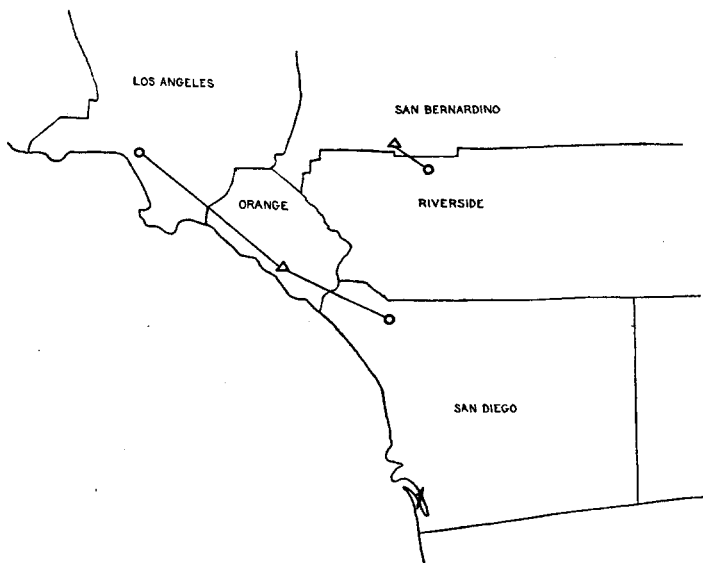 LOS ANGELES
SAN BERNARDINO
ORANGE
RIVERSIDE
SAN DIEGO